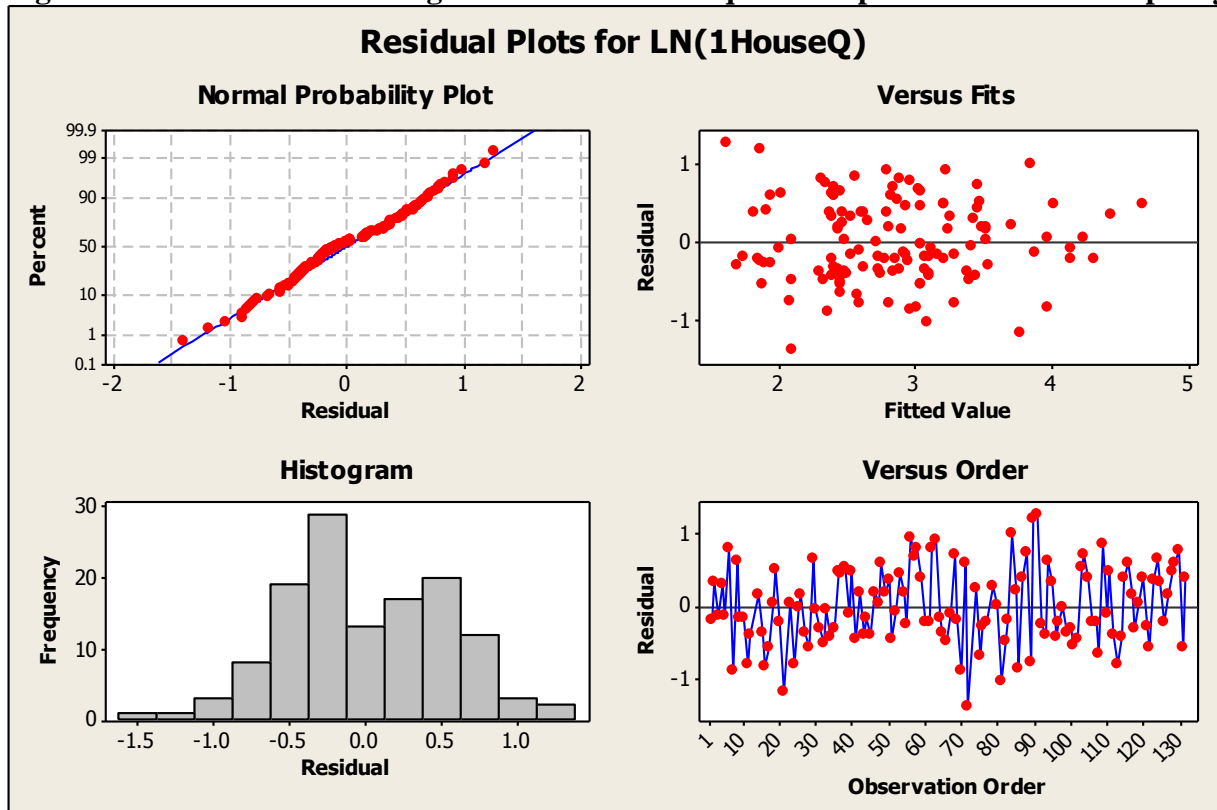 Residual Plots for LN(1HouseQ)
Normal Probability Plot
Percent
99.9
99
90
50
10
1
0.1
-2 -1 0 1 2
Residual
Versus Fits
Residual
1
0
-1
2 3 4 5
Fitted Value
Histogram
Frequency
30
20
10
0
-1.5 -1.0 -0.5 0.0 0.5 1.0
Residual
Versus Order
Residual
1
0
-1
1 10 20 30 40 50 60 70 80 90 100 110 120 130
Observation Order